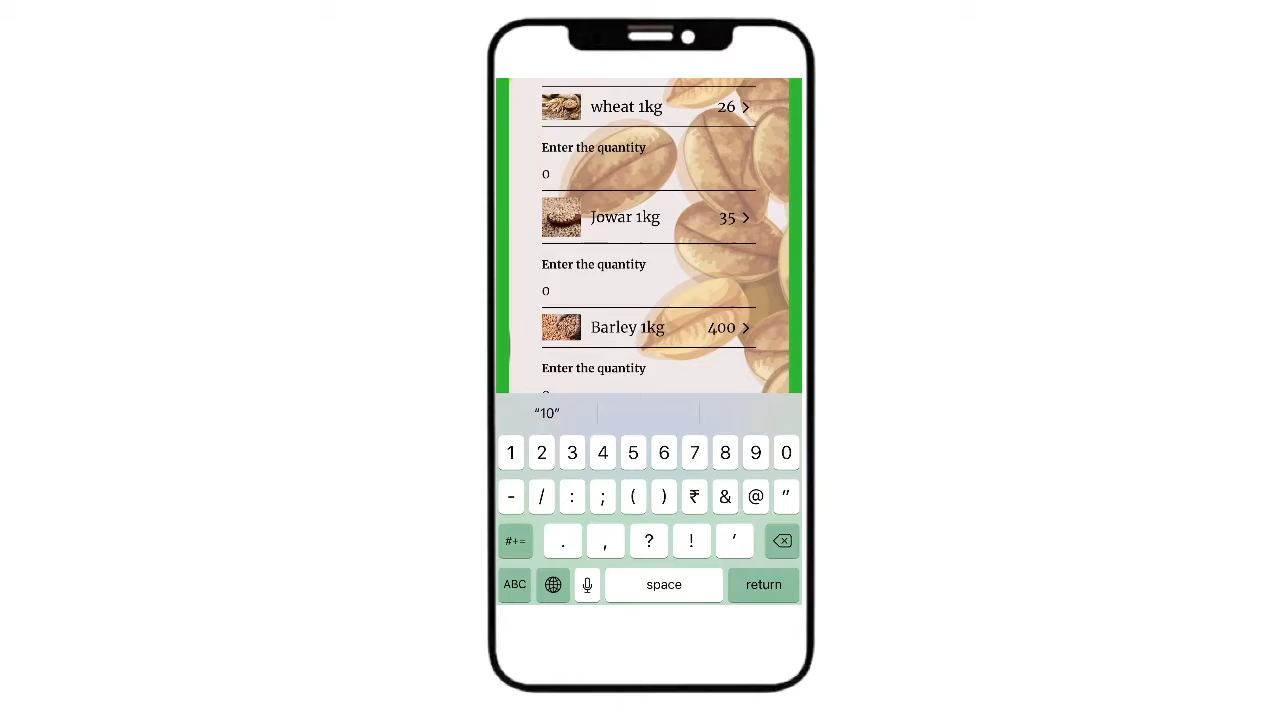 wheat 1kg 26
Enter the quantity
0
Jowar 1kg 35
Enter the quantity
0
Barley 1kg 400
Enter the quantity
“10”
1 2 3 4 5 6 7 8 9 0
- / : ; ( ) ₹ & @ "
#+= . , ? ! ’
ABC space return